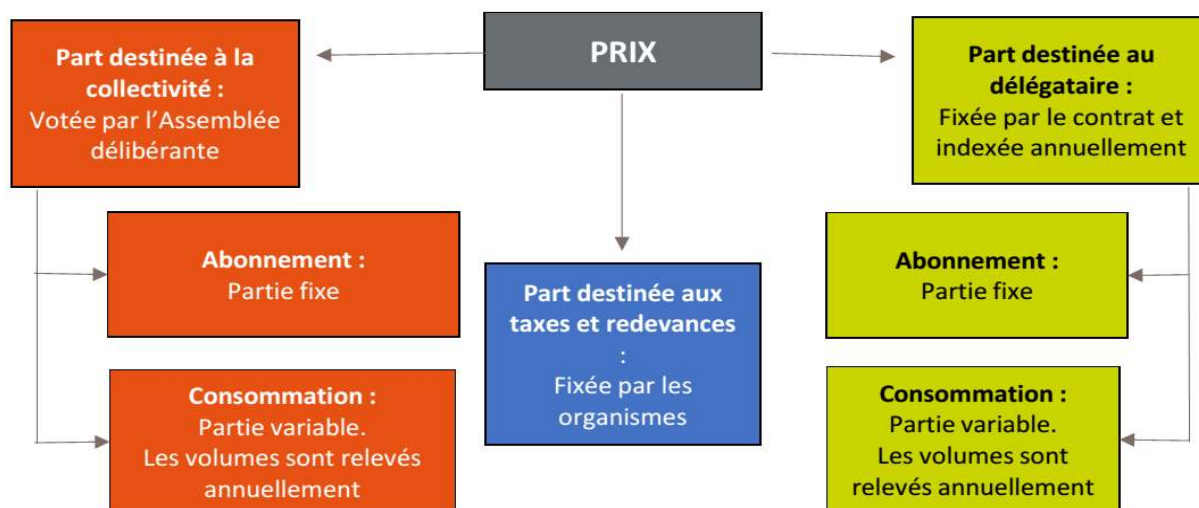 PRIX
Part destinée à la
collectivité :
Votée par l’Assemblée
délibérante
Abonnement :
Partie fixe
Consommation :
Partie variable.
Les volumes sont relevés
annuellement
Part destinée aux
taxes et redevances
:
Fixée par les
organismes
Part destinée au
délégataire :
Fixée par le contrat et
indexée annuellement
Abonnement :
Partie fixe
Consommation :
Partie variable.
Les volumes sont
relevés annuellement